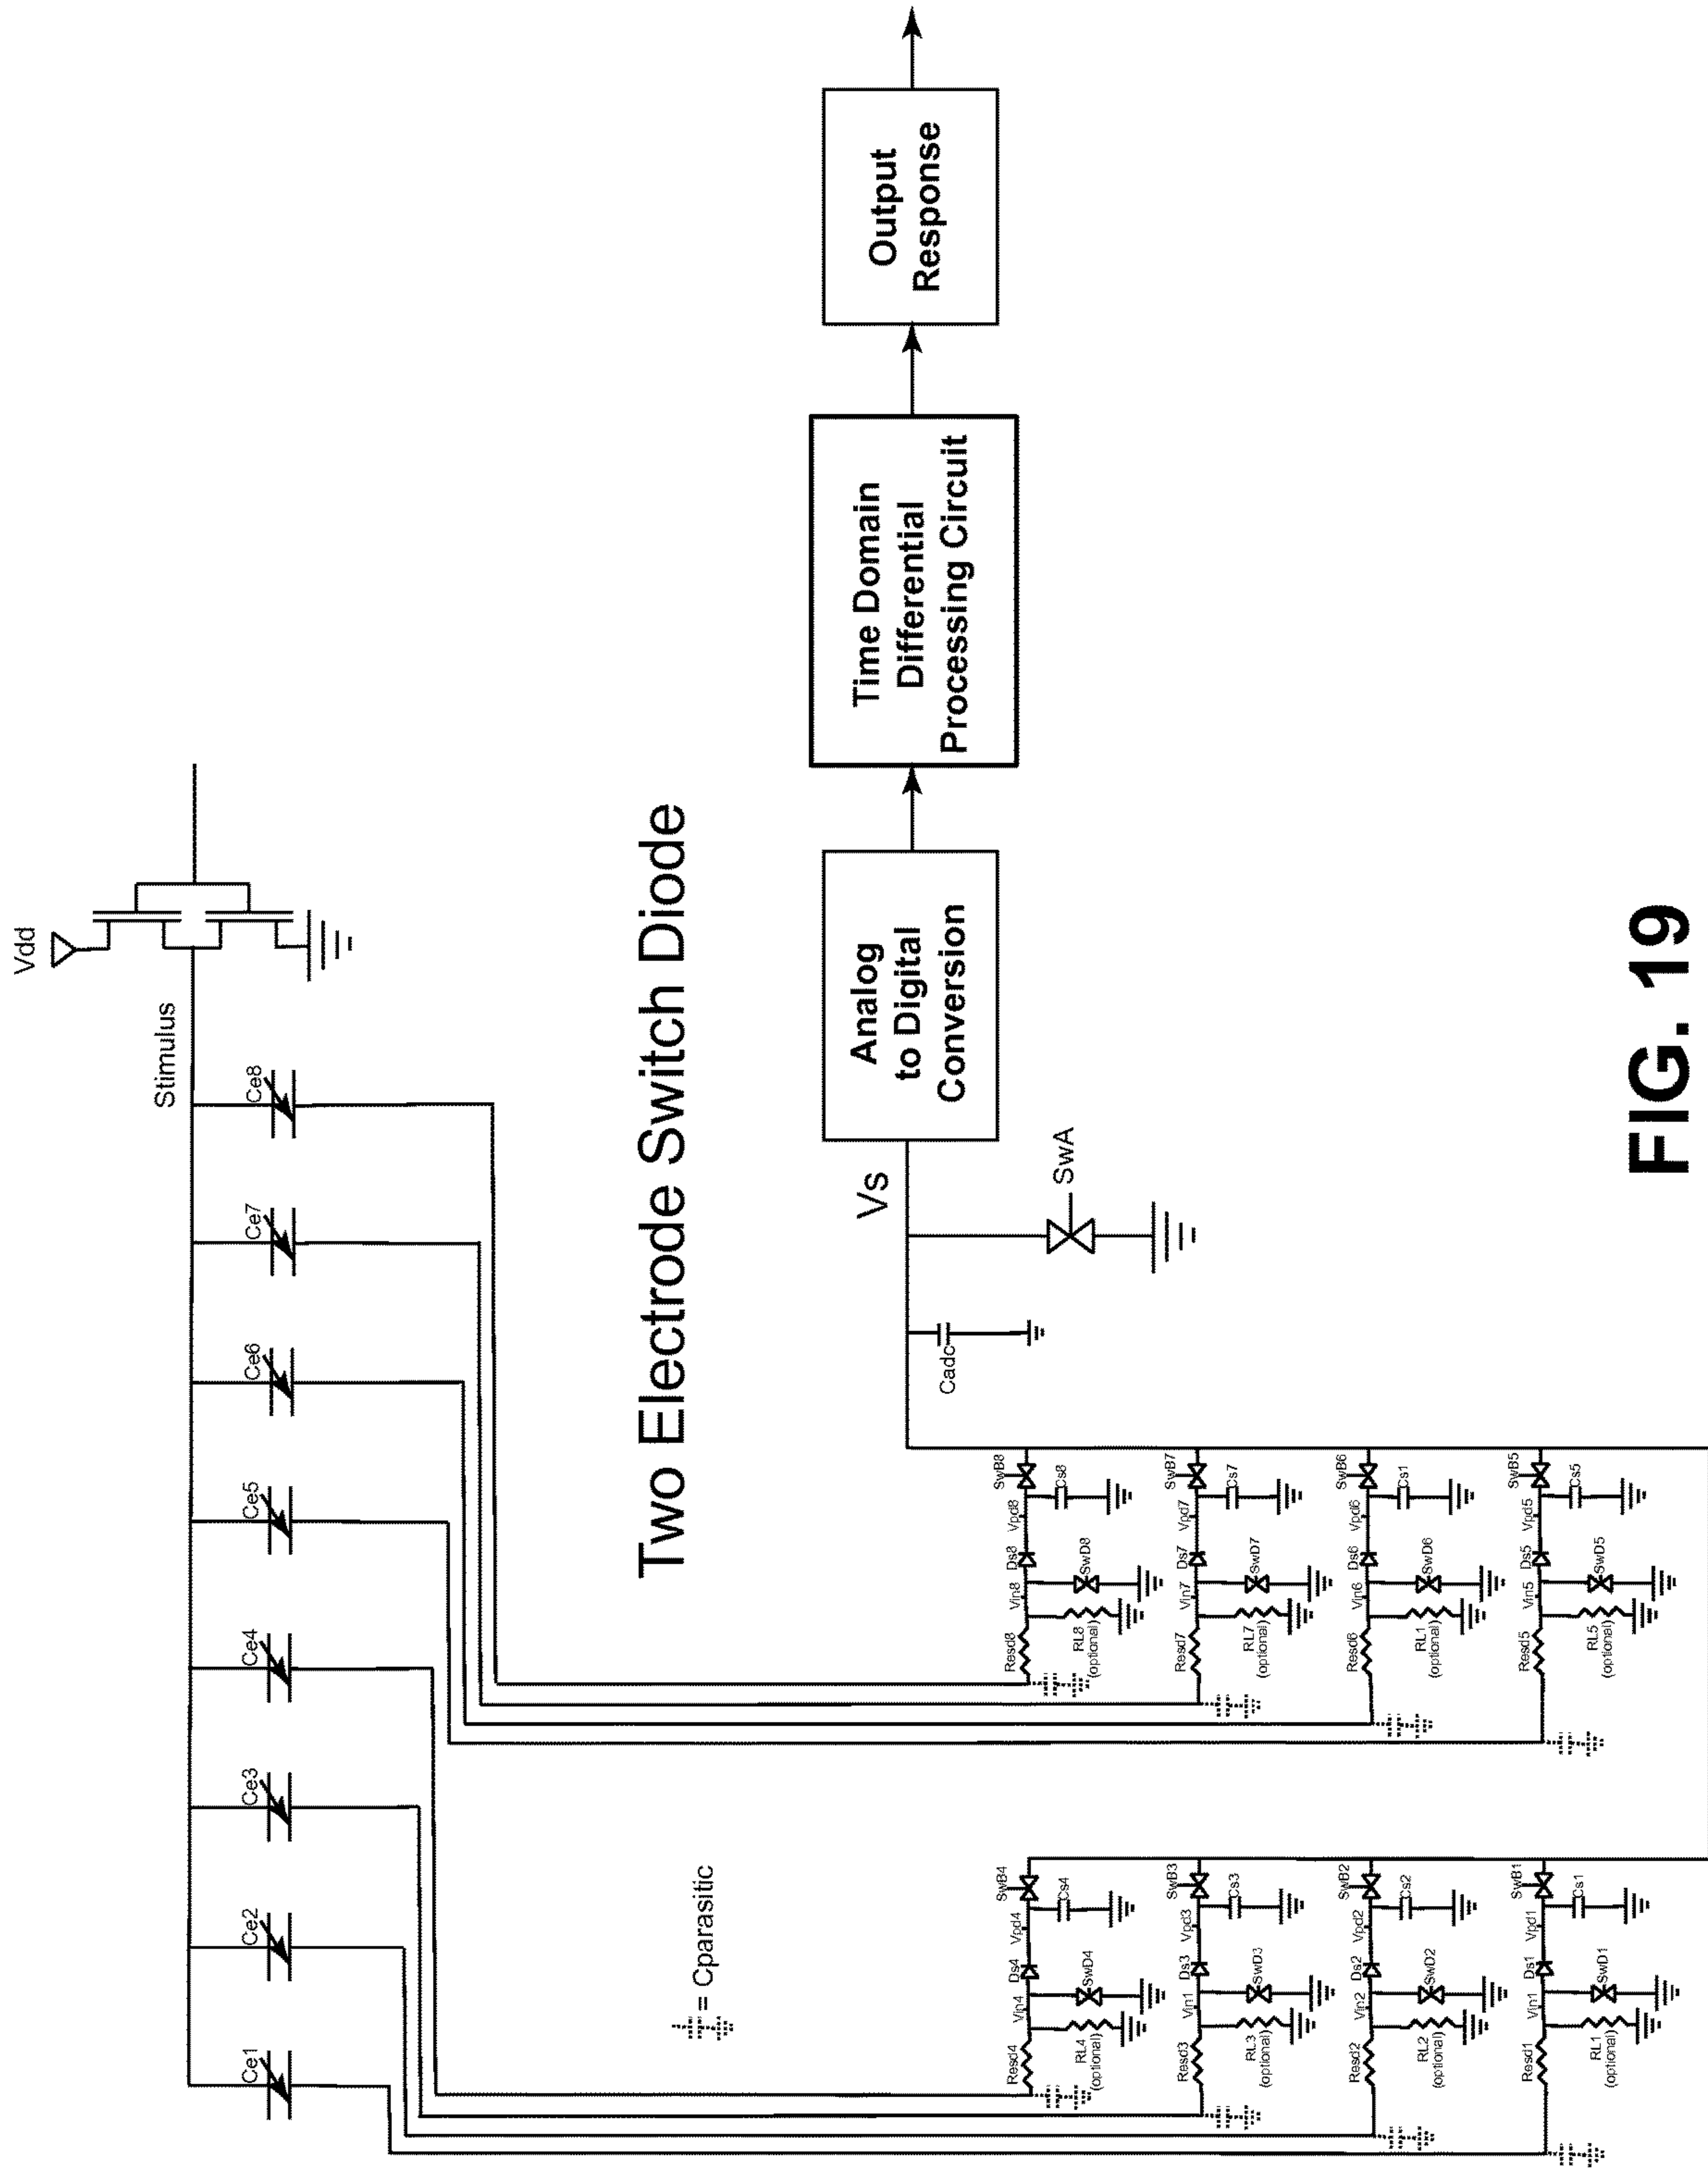 Vdd
Stimulus
Ce1
Ce2
Ce3
Ce4
Ce5
Ce6
Ce7
Ce8
= Cparasitic
Two Electrode Switch Diode
Resd4
Vin4
Ds4
Vpd4
SwB4
RL4
(optional)
SwD4
Cs4
Resd3
Vin1
Ds3
Vpd3
SwB3
RL3
(optional)
SwD3
Cs3
Resd2
Vin2
Ds2
Vpd2
SwB2
RL2
(optional)
SwD2
Cs2
Resd1
Vin1
Ds1
Vpd1
SwB1
RL1
(optional)
SwD1
Cs1
Resd8
Vin8
Ds8
Vpd8
SwB8
RL8
(optional)
SwD8
Cs8
Resd7
Vin7
Ds7
Vpd7
SwB7
RL7
(optional)
SwD7
Cs7
Resd6
Vin6
Ds6
Vpd6
SwB6
RL1
(optional)
SwD6
Cs1
Resd5
Vin5
Ds5
Vpd5
SwB5
RL5
(optional)
SwD5
Cs5
Cadc
Vs
SwA
Analog
to Digital
Conversion
Time Domain
Differential
Processing Circuit
Output
Response
FIG. 19